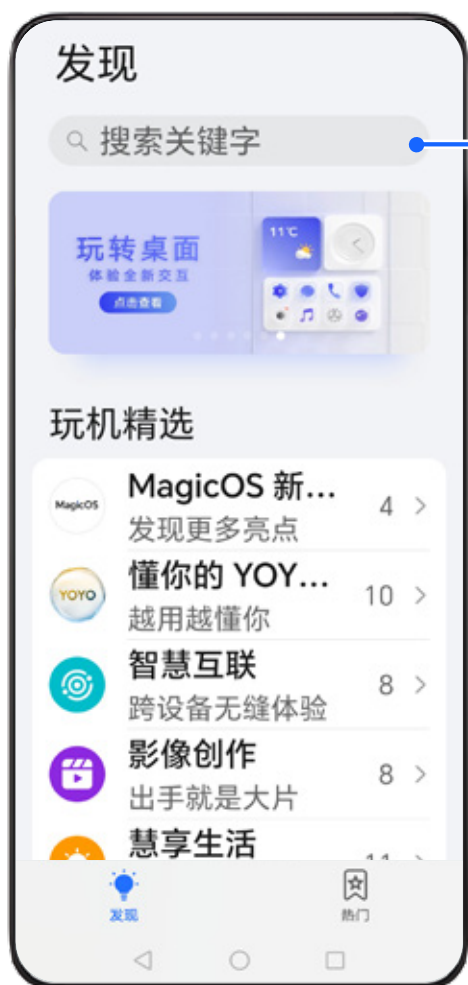 发现
搜索关键字
玩转桌面
体验全新交互
点击查看
11℃
玩机精选
MagicOS
MagicOS 新…
发现更多亮点
4
YOYO
懂你的 YOY…
越用越懂你
10
智慧互联
跨设备无缝体验
8
影像创作
出手就是大片
8
慧享生活
发现
热门